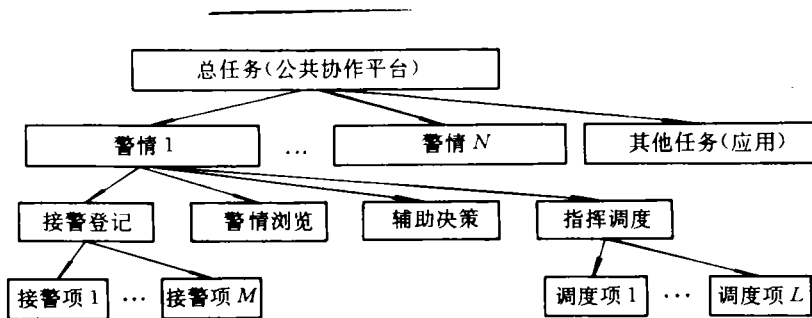 总任务(公共协作平台)
警情 1 … 警情 N 其他任务(应用)
接警登记 警情浏览 辅助决策 指挥调度
接警项 1 … 接警项 M 调度项 1 … 调度项 L